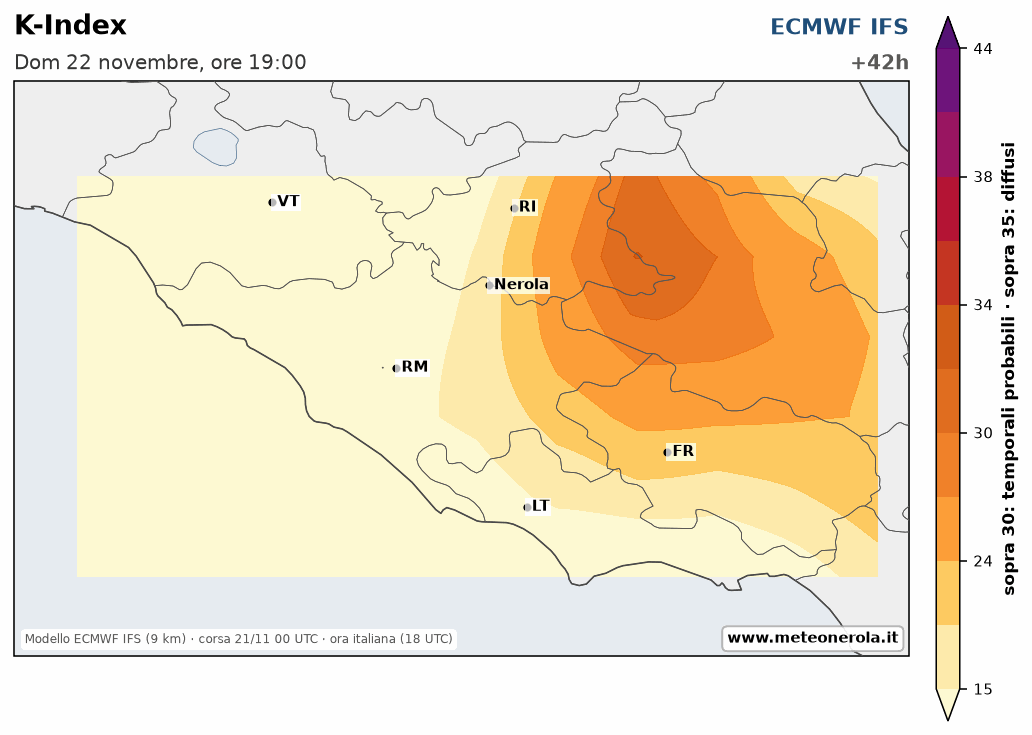 K-Index
ECMWF IFS
Dom 22 novembre, ore 19:00
+42h
VT
RI
Nerola
RM
FR
LT
Modello ECMWF IFS (9 km) · corsa 21/11 00 UTC · ora italiana (18 UTC)
www.meteonerola.it
44
38
34
30
24
15
sopra 30: temporali probabili · sopra 35: diffusi